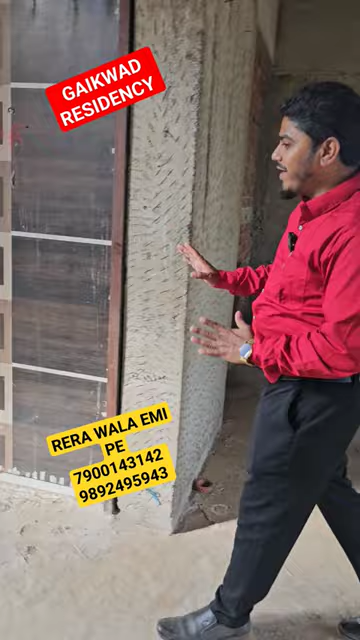 GAIKWAD
RESIDENCY
RERA WALA EMI
PE
7900143142
9892495943